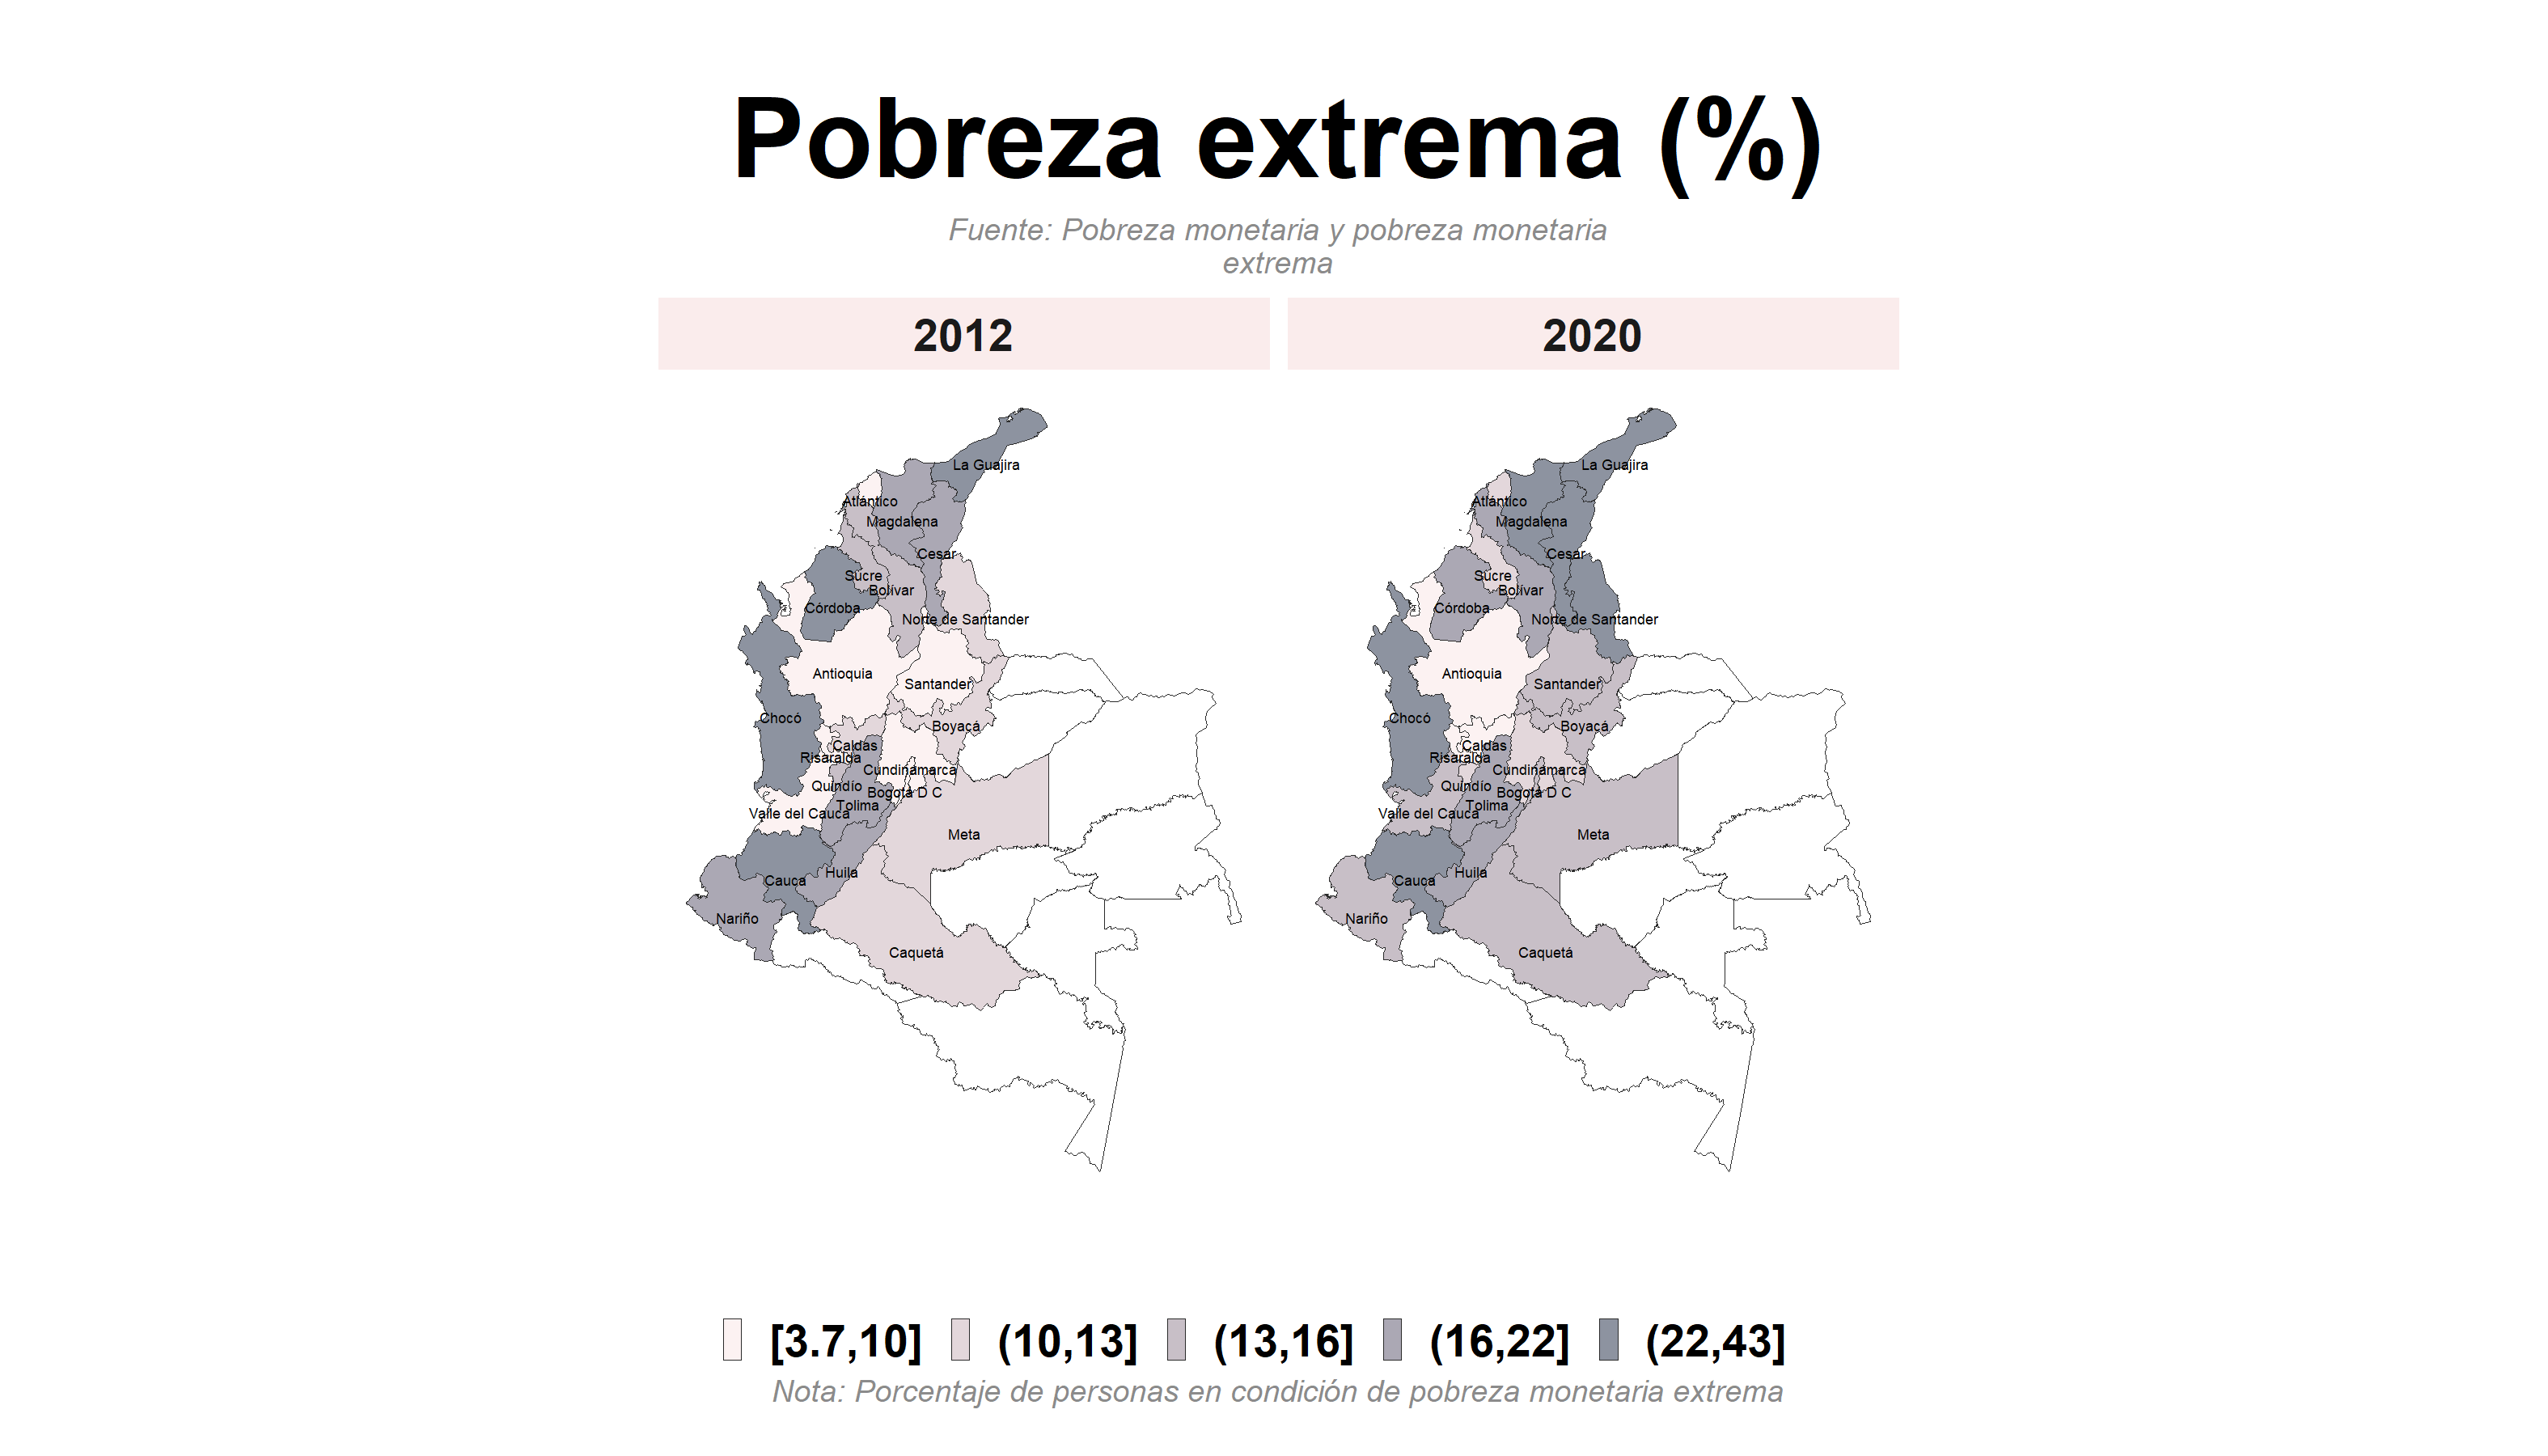 Pobreza extrema (%)
Fuente: Pobreza monetaria y pobreza monetaria
extrema
2012
2020
La Guajira
Atlántico
Magdalena
Cesar
Sucre
Bolívar
Córdoba
Norte de Santander
Antioquia
Santander
Chocó
Boyacá
Caldas
Risaralda
Cundinamarca
Quindío
Bogotá D C
Tolima
Valle del Cauca
Meta
Huila
Cauca
Nariño
Caquetá
La Guajira
Atlántico
Magdalena
Cesar
Sucre
Bolívar
Córdoba
Norte de Santander
Antioquia
Santander
Chocó
Boyacá
Caldas
Risaralda
Cundinamarca
Quindío
Bogotá D C
Tolima
Valle del Cauca
Meta
Huila
Cauca
Nariño
Caquetá
[3.7,10] (10,13] (13,16] (16,22] (22,43]
Nota: Porcentaje de personas en condición de pobreza monetaria extrema